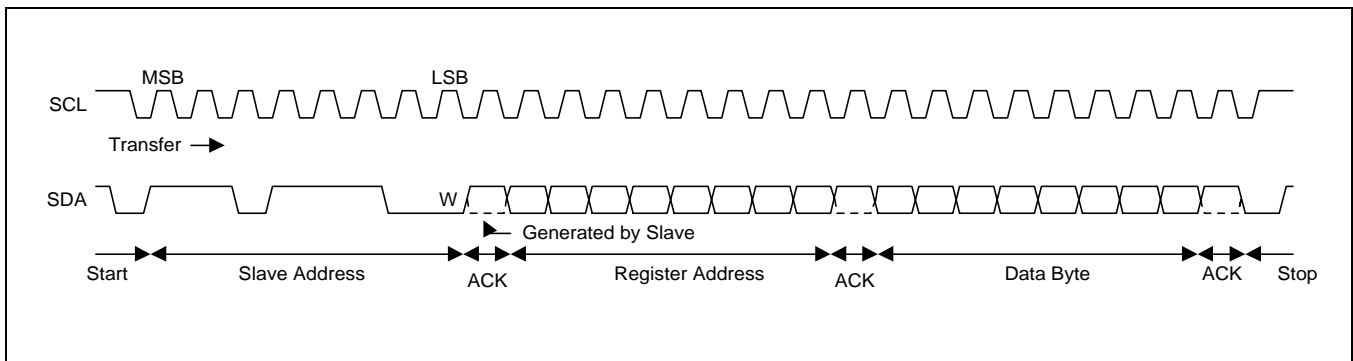 MSB LSB
SCL
Transfer
SDA W
Generated by Slave
Start Slave Address ACK Register Address ACK Data Byte ACK Stop